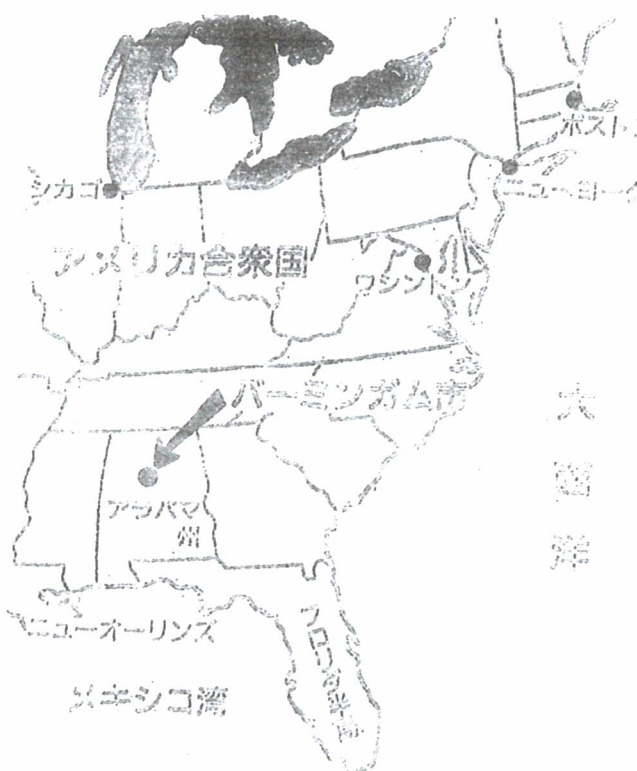 ボスト
シカゴ
ニューヨーク
アメリカ合衆国
ワシントン
バーミンガム市
大西洋
アラバマ
州
ニューオーリンズ
フロリダ半島
メキシコ湾